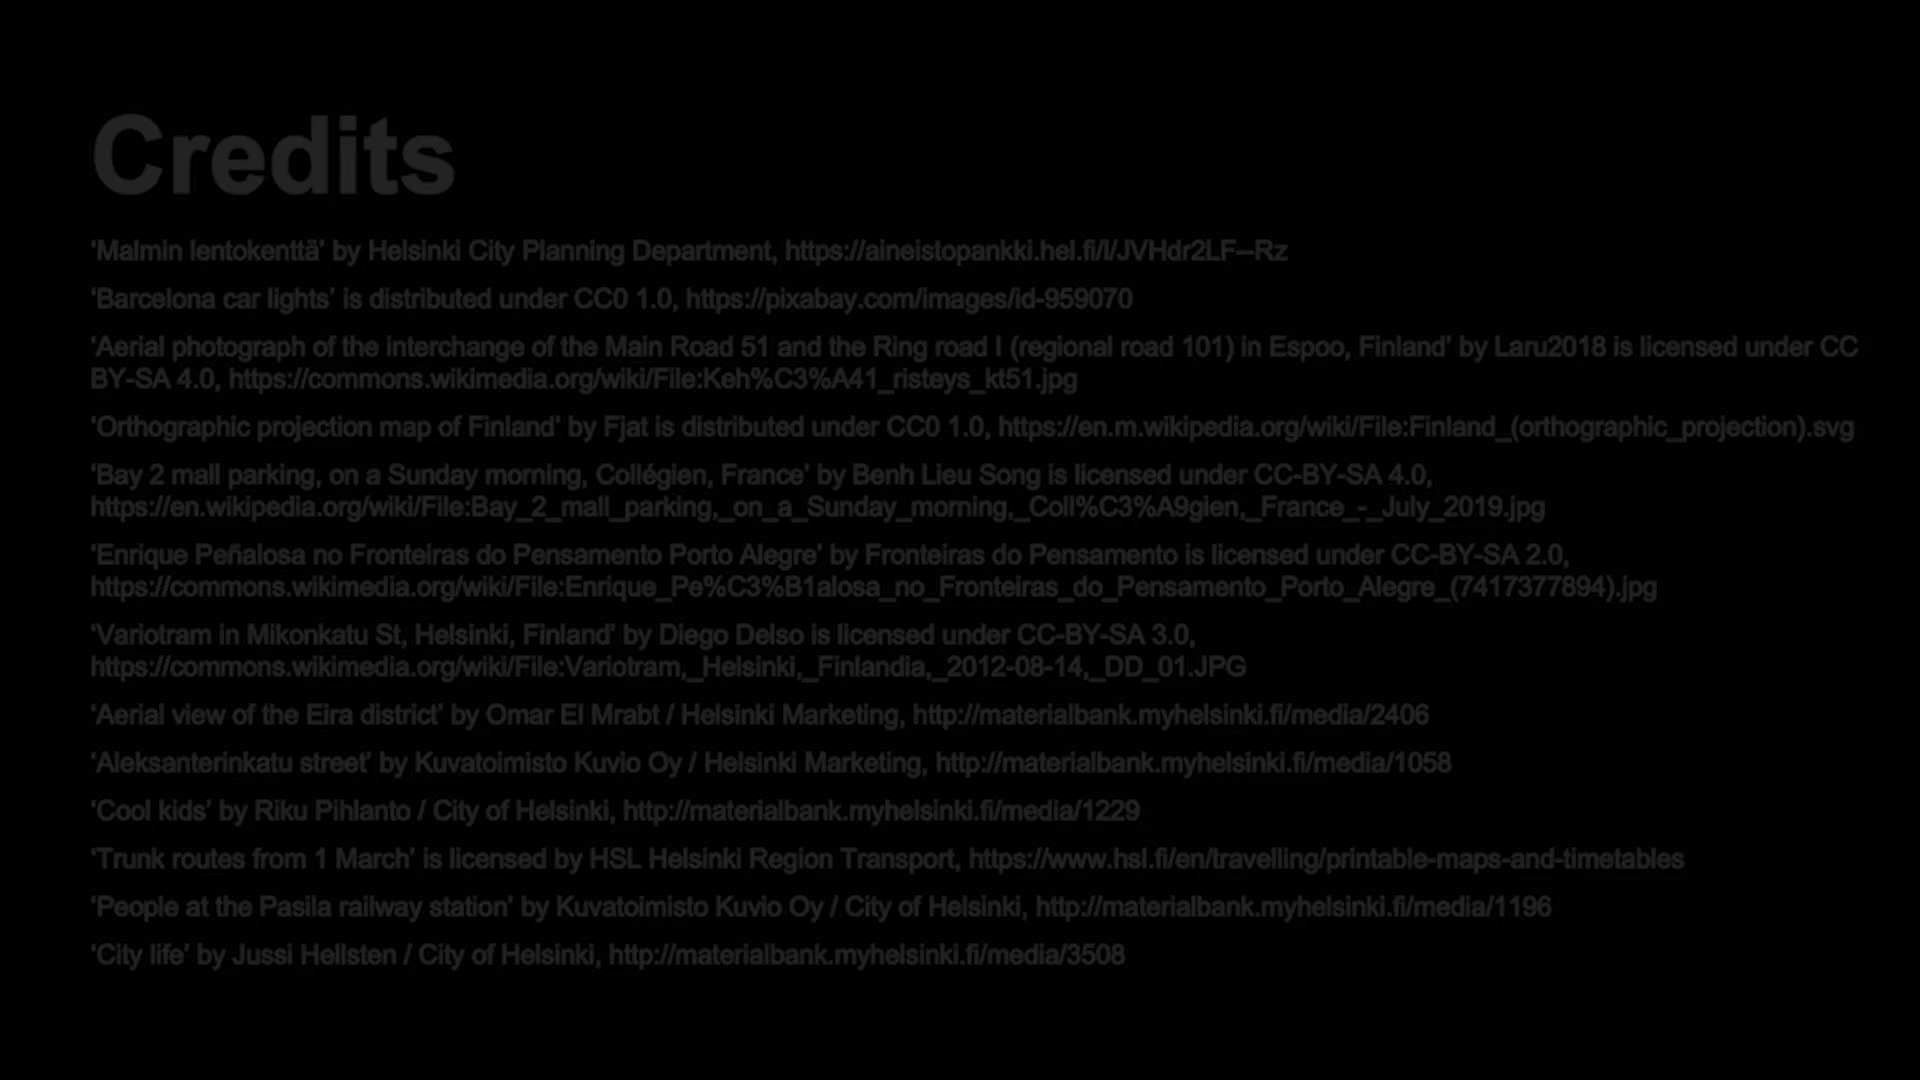 Credits
‘Malmin lentokenttä’ by Helsinki City Planning Department, https://aineistopankki.hel.fi/l/JVHdr2LF–Rz
‘Barcelona car lights’ is distributed under CC0 1.0, https://pixabay.com/images/id-959070
‘Aerial photograph of the interchange of the Main Road 51 and the Ring road I (regional road 101) in Espoo, Finland’ by Laru2018 is licensed under CC
BY-SA 4.0, https://commons.wikimedia.org/wiki/File:Keh%C3%A41_risteys_kt51.jpg
‘Orthographic projection map of Finland’ by Fjat is distributed under CC0 1.0, https://en.m.wikipedia.org/wiki/File:Finland_(orthographic_projection).svg
‘Bay 2 mall parking, on a Sunday morning, Collégien, France’ by Benh Lieu Song is licensed under CC-BY-SA 4.0,
https://en.wikipedia.org/wiki/File:Bay_2_mall_parking,_on_a_Sunday_morning,_Coll%C3%A9gien,_France_-_July_2019.jpg
‘Enrique Peñalosa no Fronteiras do Pensamento Porto Alegre’ by Fronteiras do Pensamento is licensed under CC-BY-SA 2.0,
https://commons.wikimedia.org/wiki/File:Enrique_Pe%C3%B1alosa_no_Fronteiras_do_Pensamento_Porto_Alegre_(7417377894).jpg
‘Variotram in Mikonkatu St, Helsinki, Finland’ by Diego Delso is licensed under CC-BY-SA 3.0,
https://commons.wikimedia.org/wiki/File:Variotram,_Helsinki,_Finlandia,_2012-08-14,_DD_01.JPG
‘Aerial view of the Eira district’ by Omar El Mrabt / Helsinki Marketing, http://materialbank.myhelsinki.fi/media/2406
‘Aleksanterinkatu street’ by Kuvatoimisto Kuvio Oy / Helsinki Marketing, http://materialbank.myhelsinki.fi/media/1058
‘Cool kids’ by Riku Pihlanto / City of Helsinki, http://materialbank.myhelsinki.fi/media/1229
‘Trunk routes from 1 March’ is licensed by HSL Helsinki Region Transport, https://www.hsl.fi/en/travelling/printable-maps-and-timetables
‘People at the Pasila railway station’ by Kuvatoimisto Kuvio Oy / City of Helsinki, http://materialbank.myhelsinki.fi/media/1196
‘City life’ by Jussi Hellsten / City of Helsinki, http://materialbank.myhelsinki.fi/media/3508